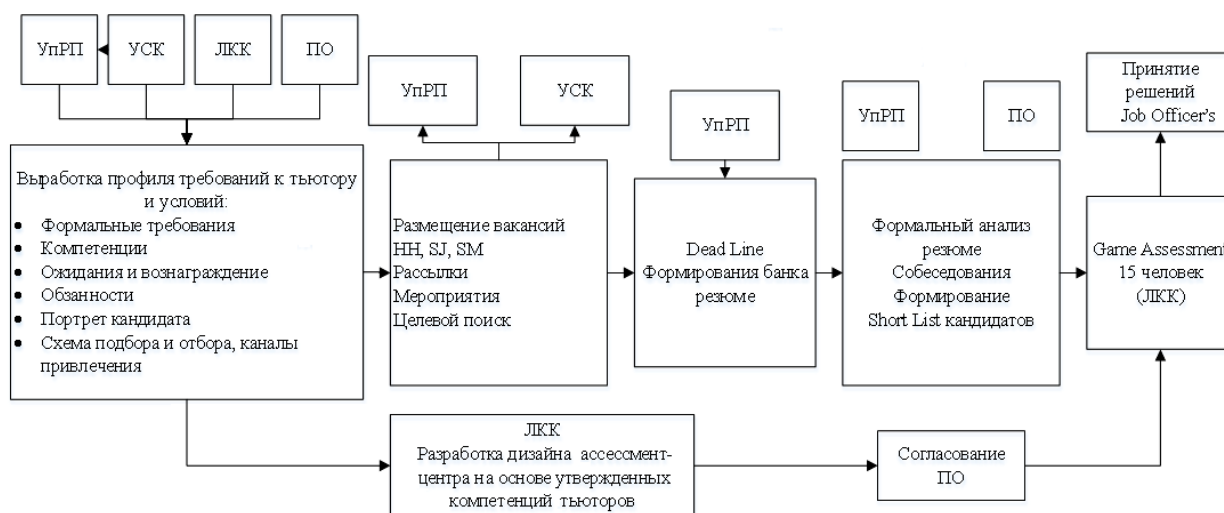 УпРП
УСК
ЛКК
ПО
УпРП
УСК
УпРП
УпРП
ПО
Принятие
решений
Job Officer's
Выработка профиля требований к тьютору
и условий:
• Формальные требования
• Компетенции
• Ожидания и вознаграждение
• Обзанности
• Портрет кандидата
• Схема подбора и отбора, каналы
привлечения
Размещение вакансий
HH, SJ, SM
Рассылки
Мероприятия
Целевой поиск
Dead Line
Формирования банка
резюме
Формальный анализ
резюме
Собеседования
Формирование
Short List кандидатов
Game Assessment
15 человек
(ЛКК)
ЛКК
Разработка дизайна ассессмент-
центра на основе утвержденных
компетенций тьюторов
Согласование
ПО